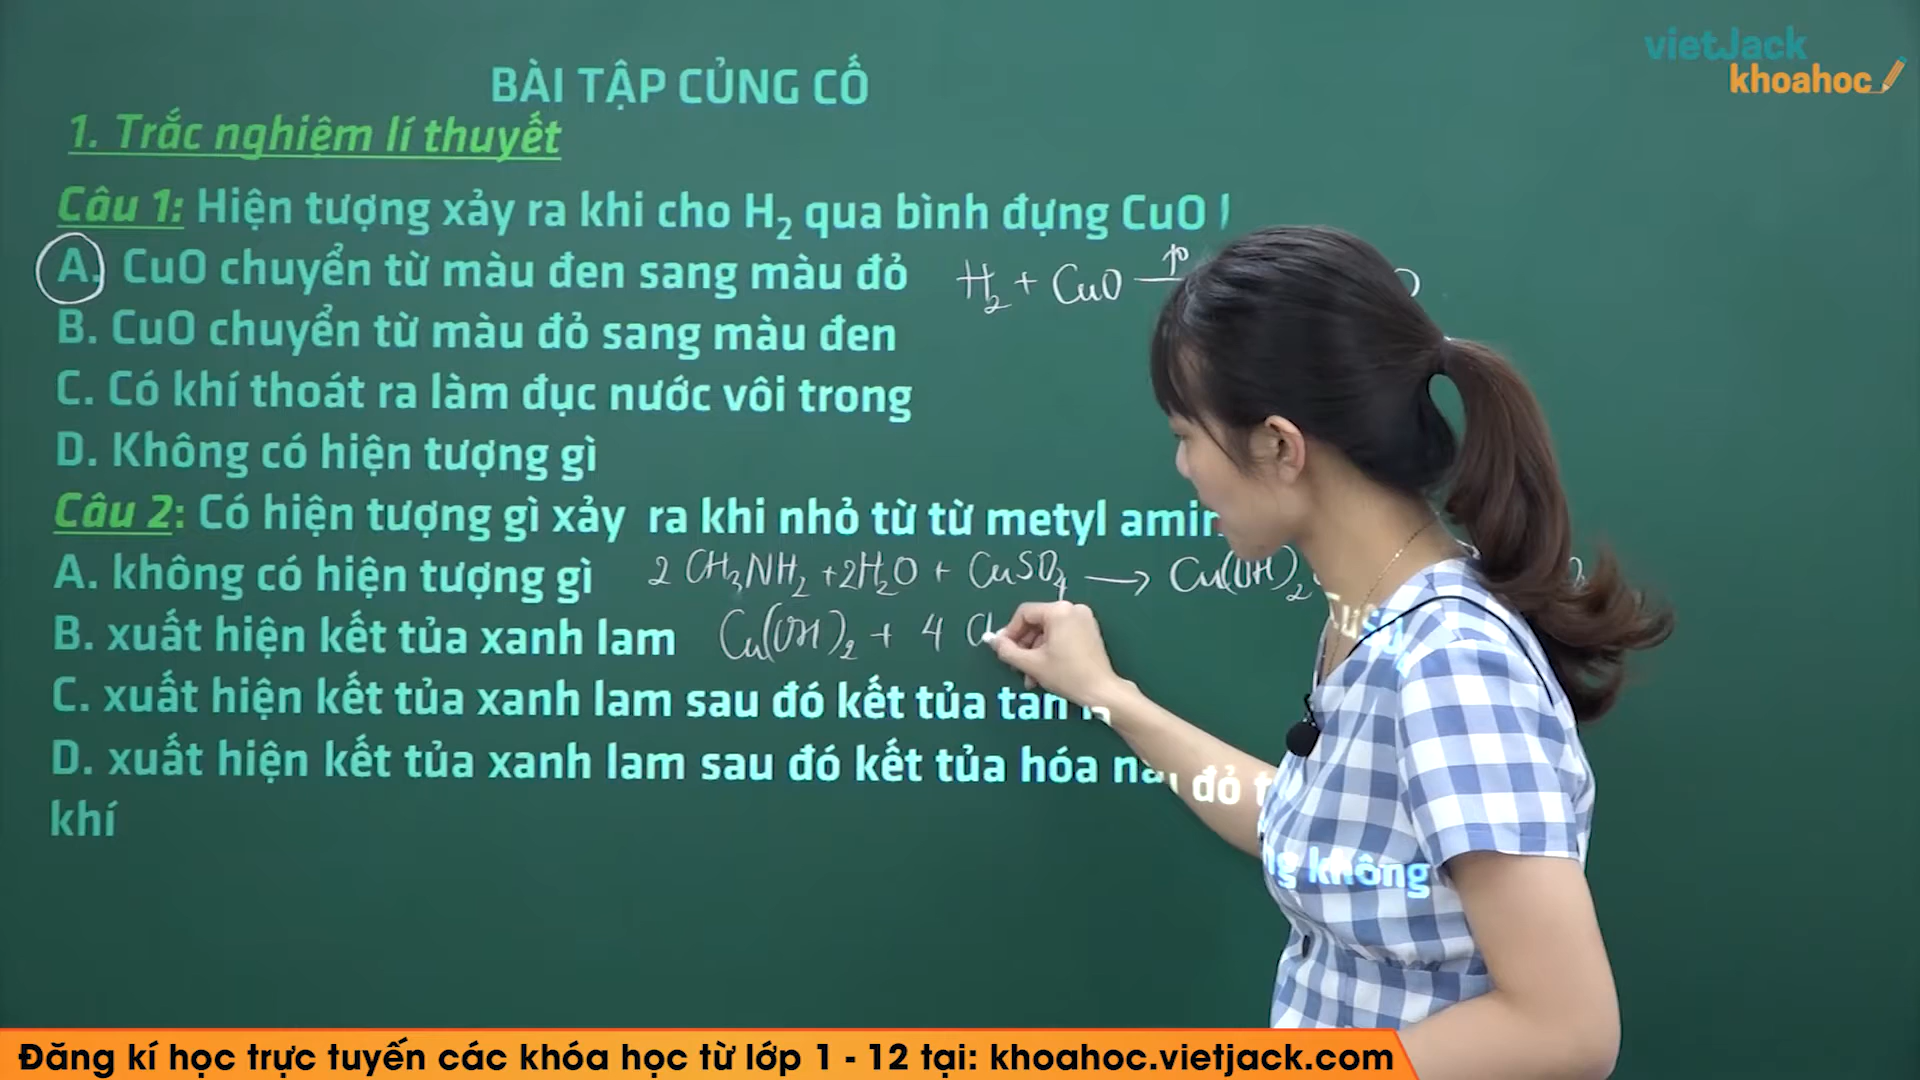 vietJack
khoahoc
BÀI TẬP CỦNG CỐ
1. Trắc nghiệm lí thuyết
Câu 1: Hiện tượng xảy ra khi cho H₂ qua bình đựng CuO
A. CuO chuyển từ màu đen sang màu đỏ H₂ + CuO →
B. CuO chuyển từ màu đỏ sang màu đen
C. Có khí thoát ra làm đục nước vôi trong
D. Không có hiện tượng gì
Câu 2: Có hiện tượng gì xảy ra khi nhỏ từ từ metyl
A. không có hiện tượng gì 2 CH₃NH₂ + 2H₂O + CuSO₄ → Cu(OH)₂
B. xuất hiện kết tủa xanh lam Cu(OH)₂ + 4
C. xuất hiện kết tủa xanh lam sau đó kết tủa tan
D. xuất hiện kết tủa xanh lam sau đó kết tủa hóa đỏ
không
khí
Đăng kí học trực tuyến các khóa học từ lớp 1 - 12 tại: khoahoc.vietjack.com